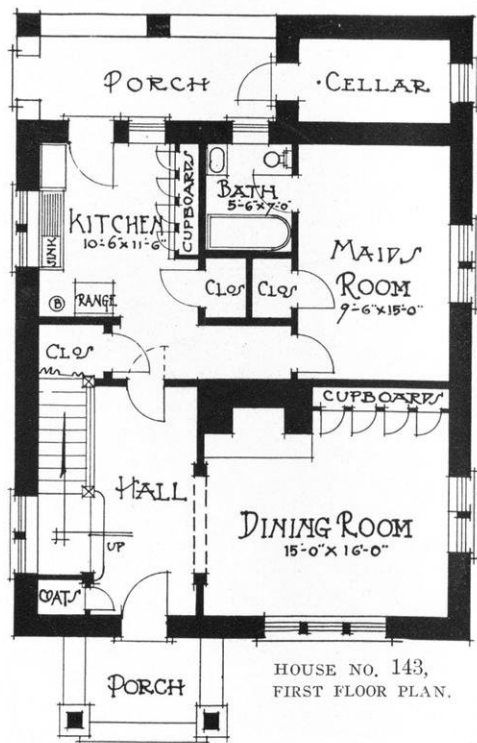 PORCH
·CELLAR
KITCHEN
10-6"X11-6"
CUPBOARDS
BATH
5-6"X7-0"
MAIDS
ROOM
9-6"X15-0"
SINK
B
RANGE
CLOS
CLOS
CLOS
CUPBOARDS
HALL
DINING ROOM
15-0" X 16-0"
UP
COATS
PORCH
HOUSE NO. 143,
FIRST FLOOR PLAN.